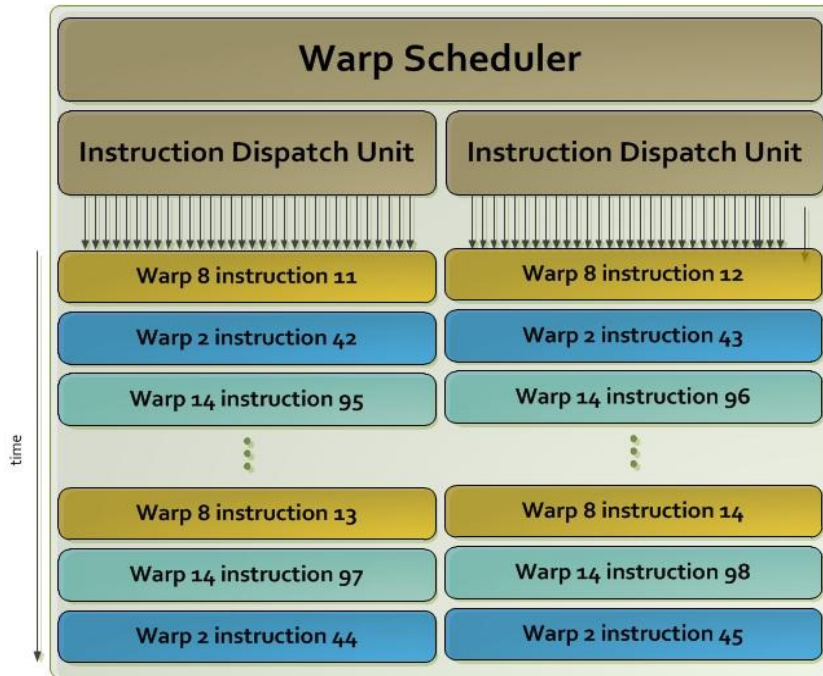 Warp Scheduler
Instruction Dispatch Unit
Instruction Dispatch Unit
Warp 8 instruction 11
Warp 8 instruction 12
Warp 2 instruction 42
Warp 2 instruction 43
Warp 14 instruction 95
Warp 14 instruction 96
time
Warp 8 instruction 13
Warp 8 instruction 14
Warp 14 instruction 97
Warp 14 instruction 98
Warp 2 instruction 44
Warp 2 instruction 45